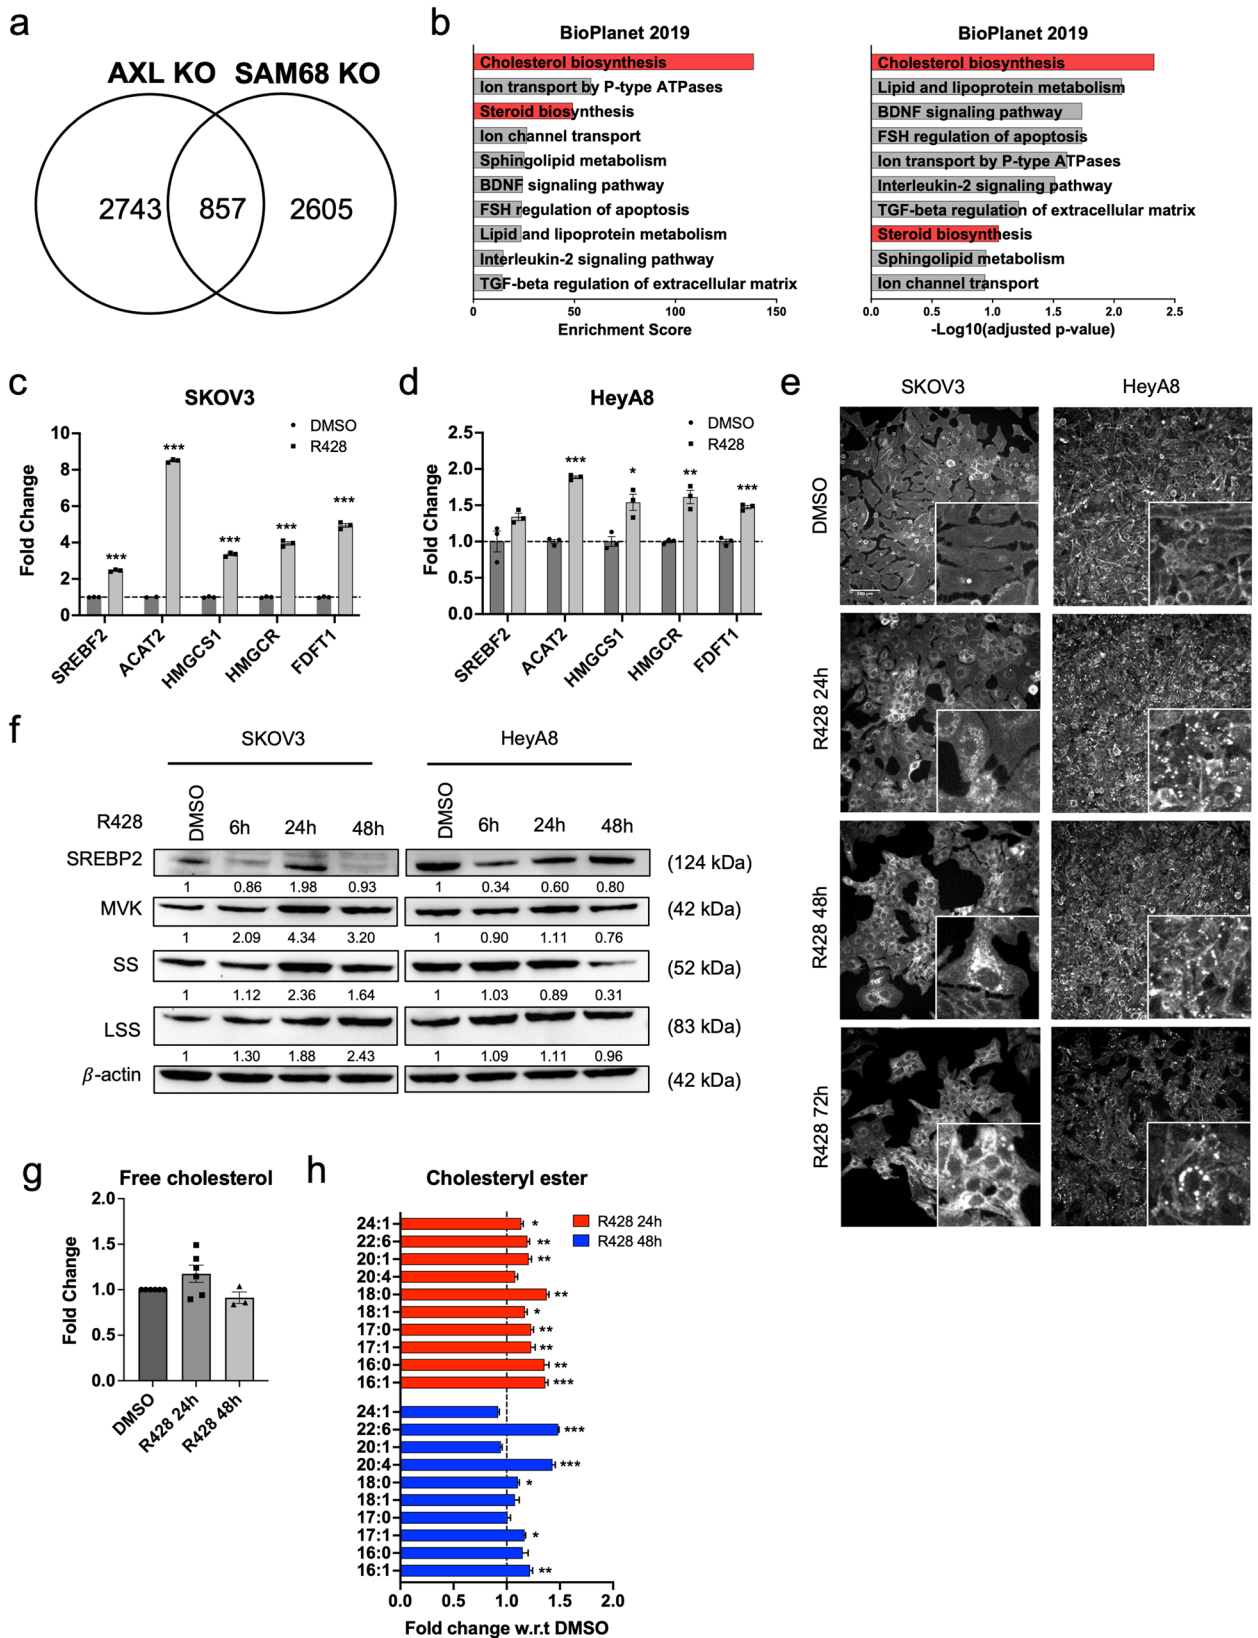 a
AXL KO SAM68 KO
2743 857 2605
b
BioPlanet 2019
Cholesterol biosynthesis
Ion transport by P-type ATPases
Steroid biosynthesis
Ion channel transport
Sphingolipid metabolism
BDNF signaling pathway
FSH regulation of apoptosis
Lipid and lipoprotein metabolism
Interleukin-2 signaling pathway
TGF-beta regulation of extracellular matrix
0 50 100 150
Enrichment Score
BioPlanet 2019
Cholesterol biosynthesis
Lipid and lipoprotein metabolism
BDNF signaling pathway
FSH regulation of apoptosis
Ion transport by P-type ATPases
Interleukin-2 signaling pathway
TGF-beta regulation of extracellular matrix
Steroid biosynthesis
Sphingolipid metabolism
Ion channel transport
0.0 0.5 1.0 1.5 2.0 2.5
-Log10(adjusted p-value)
c
SKOV3
DMSO
R428
Fold Change
10
8
6
4
2
0
*** *** *** *** ***
SREBF2 ACAT2 HMGCS1 HMGCR FDFT1
d
HeyA8
DMSO
R428
Fold Change
2.5
2.0
1.5
1.0
0.5
0.0
*** * ** ***
SREBF2 ACAT2 HMGCS1 HMGCR FDFT1
e
SKOV3 HeyA8
DMSO
R428 24h
R428 48h
R428 72h
f
SKOV3 HeyA8
R428 DMSO 6h 24h 48h DMSO 6h 24h 48h
SREBP2 (124 kDa)
1 0.86 1.98 0.93 1 0.34 0.60 0.80
MVK (42 kDa)
1 2.09 4.34 3.20 1 0.90 1.11 0.76
SS (52 kDa)
1 1.12 2.36 1.64 1 1.03 0.89 0.31
LSS (83 kDa)
1 1.30 1.88 2.43 1 1.09 1.11 0.96
β-actin (42 kDa)
g
Free cholesterol
Fold Change
2.0
1.5
1.0
0.5
0.0
DMSO R428 24h R428 48h
h
Cholesteryl ester
R428 24h
R428 48h
24:1 *
22:6 **
20:1 **
20:4
18:0 **
18:1 *
17:0 **
17:1 **
16:0 **
16:1 ***
24:1
22:6 ***
20:1
20:4 ***
18:0 *
18:1
17:0
17:1 *
16:0
16:1 **
0.0 0.5 1.0 1.5 2.0
Fold change w.r.t DMSO